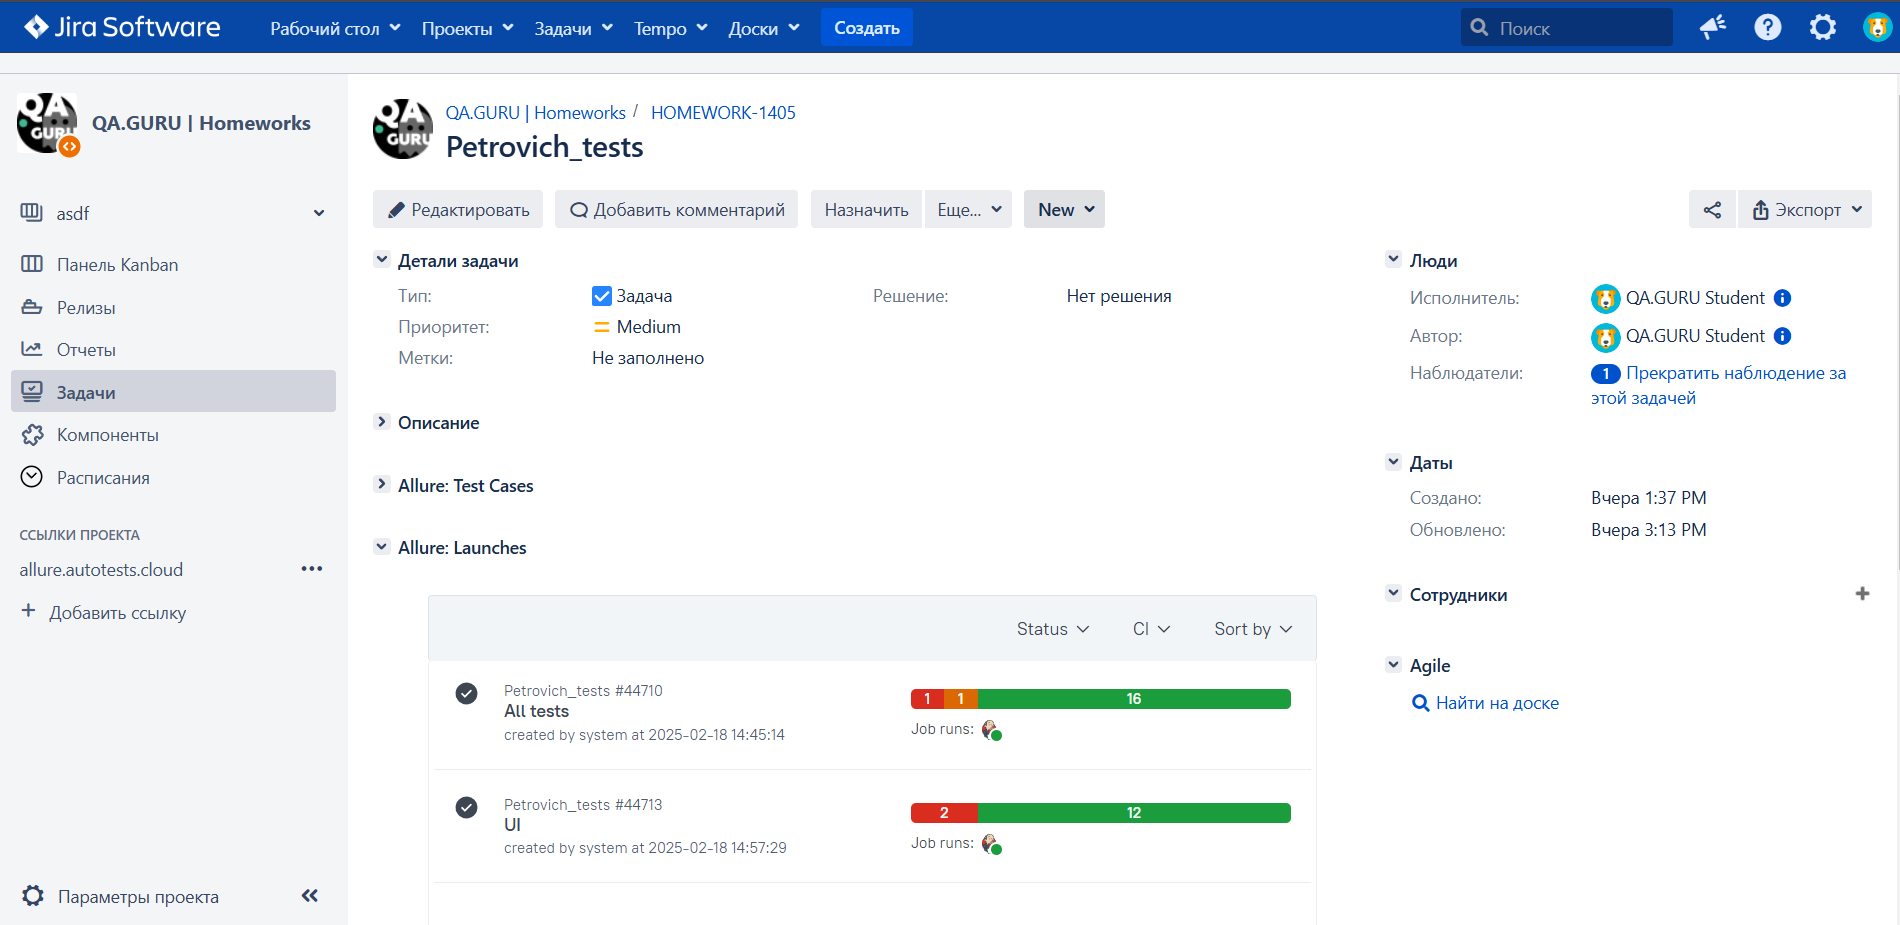 Jira Software
Рабочий стол
Проекты
Задачи
Tempo
Доски
Создать
Поиск
QA GURU
QA.GURU | Homeworks
asdf
Панель Kanban
Релизы
Отчеты
Задачи
Компоненты
Расписания
ССЫЛКИ ПРОЕКТА
allure.autotests.cloud
Добавить ссылку
Параметры проекта
QA GURU
QA.GURU | Homeworks / HOMEWORK-1405
Petrovich_tests
Редактировать
Добавить комментарий
Назначить
Еще...
New
Экспорт
Детали задачи
Тип: Задача
Решение: Нет решения
Приоритет: Medium
Метки: Не заполнено
Описание
Allure: Test Cases
Allure: Launches
Status CI Sort by
Petrovich_tests #44710
All tests
created by system at 2025-02-18 14:45:14
1 1 16
Job runs:
Petrovich_tests #44713
UI
created by system at 2025-02-18 14:57:29
2 12
Job runs:
Люди
Исполнитель: QA.GURU Student
Автор: QA.GURU Student
Наблюдатели: 1 Прекратить наблюдение за
этой задачей
Даты
Создано: Вчера 1:37 PM
Обновлено: Вчера 3:13 PM
Сотрудники
Agile
Найти на доске